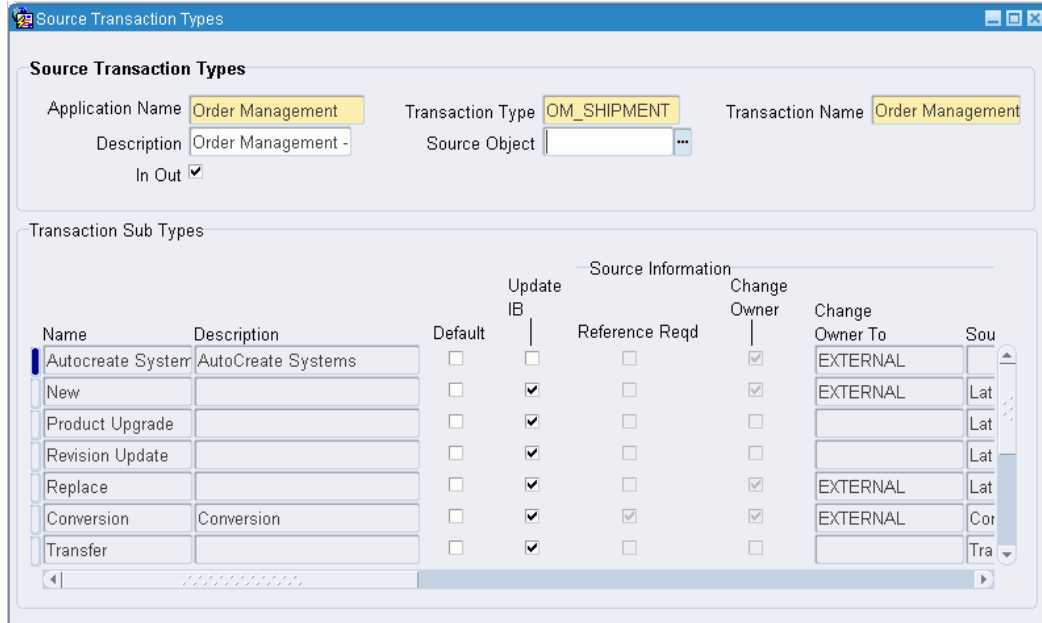 Source Transaction Types
Source Transaction Types
Application Name Order Management Transaction Type OM_SHIPMENT Transaction Name Order Management
Description Order Management - Source Object ...
In Out
Transaction Sub Types
Source Information
Update Change
IB Owner Change
Name Description Default Reference Reqd Owner To Sou
Autocreate System AutoCreate Systems EXTERNAL
New EXTERNAL Lat
Product Upgrade Lat
Revision Update Lat
Replace EXTERNAL Lat
Conversion Conversion EXTERNAL Cor
Transfer Tra